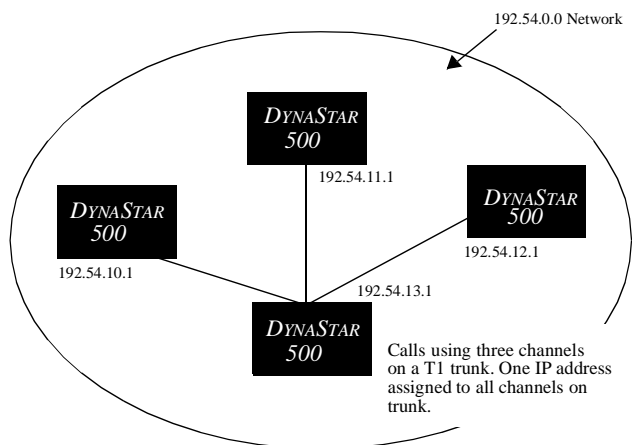 192.54.0.0 Network
DYNASTAR
500
192.54.11.1
DYNASTAR
500
192.54.12.1
DYNASTAR
500
192.54.10.1
192.54.13.1
DYNASTAR
500
Calls using three channels
on a T1 trunk. One IP address
assigned to all channels on
trunk.